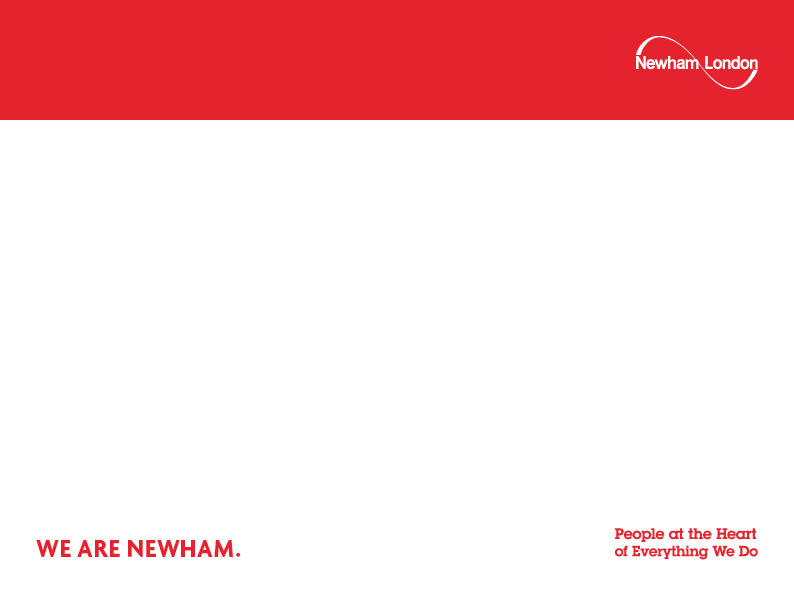 Newham London
WE ARE NEWHAM.
People at the Heart
of Everything We Do